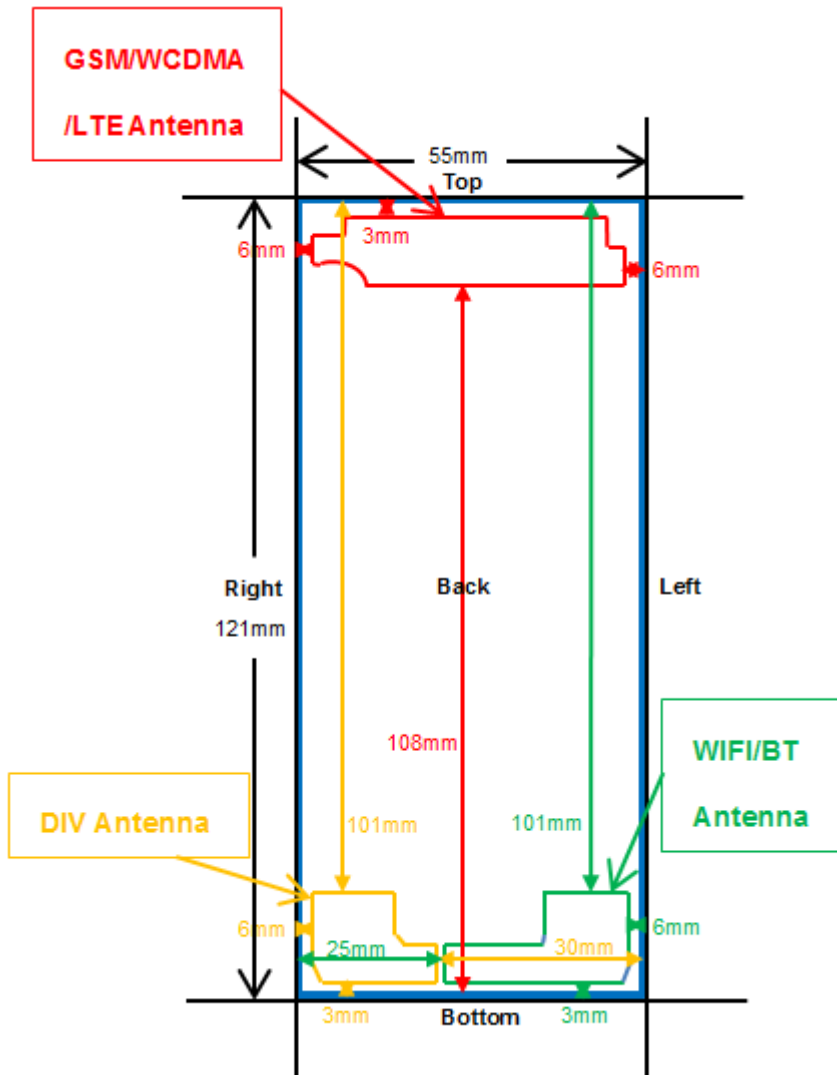 GSM/WCDMA
/LTE Antenna
55mm
Top
6mm
3mm
6mm
Right
Back
Left
121mm
108mm
WIFI/BT
Antenna
DIV Antenna
101mm
101mm
6mm
25mm
30mm
6mm
3mm
Bottom
3mm